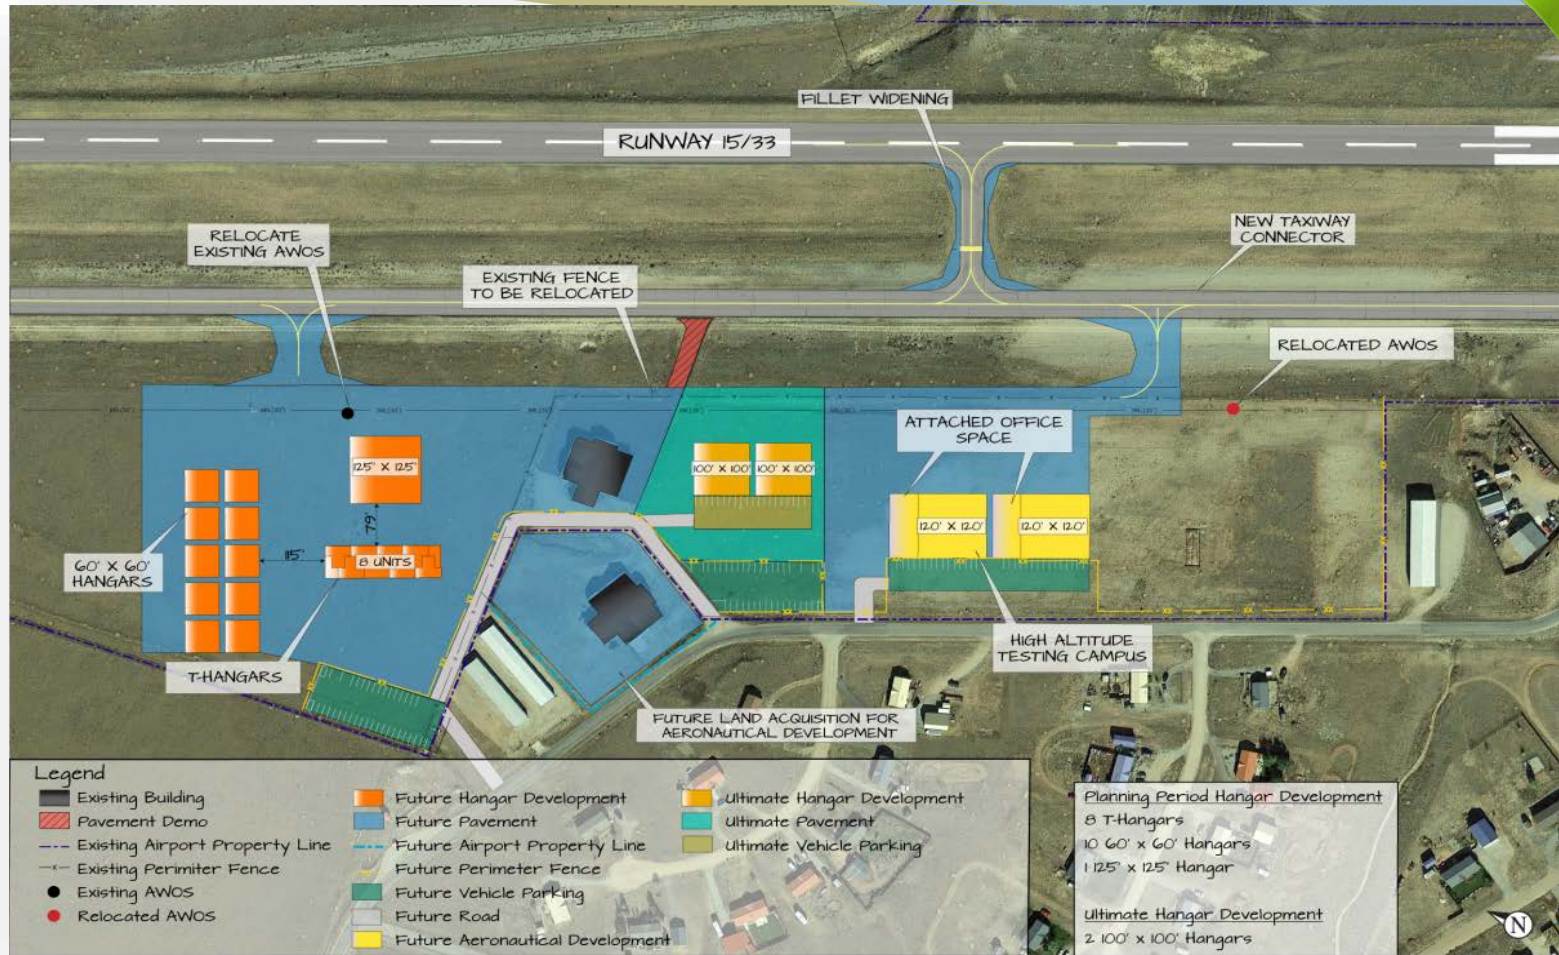 FILLET WIDENING
RUNWAY 15/33
RELOCATE
EXISTING AWOS
NEW TAXIWAY
CONNECTOR
EXISTING FENCE
TO BE RELOCATED
RELOCATED AWOS
ATTACHED OFFICE
SPACE
125' X 125'
100' X 100'
100' X 100'
79'
120' X 120'
120' X 120'
115'
8 UNITS
60' X 60'
HANGARS
T-HANGARS
HIGH ALTITUDE
TESTING CAMPUS
FUTURE LAND ACQUISITION FOR
AERONAUTICAL DEVELOPMENT
Legend
Existing Building
Pavement Demo
Existing Airport Property Line
Existing Perimiter Fence
Existing AWOS
Relocated AWOS
Future Hangar Development
Future Pavement
Future Airport Property Line
Future Perimeter Fence
Future Vehicle Parking
Future Road
Future Aeronautical Development
Ultimate Hangar Development
Ultimate Pavement
Ultimate Vehicle Parking
Planning Period Hangar Development
8 T-Hangars
10 60' x 60' Hangars
1 125' x 125' Hangar
Ultimate Hangar Development
2 100' x 100' Hangars
N